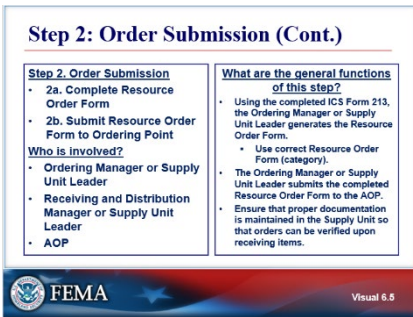 Step 2: Order Submission (Cont.)
Step 2. Order Submission
• 2a. Complete Resource
Order Form
• 2b. Submit Resource Order
Form to Ordering Point
Who is involved?
• Ordering Manager or Supply
Unit Leader
• Receiving and Distribution
Manager or Supply Unit
Leader
• AOP
What are the general functions
of this step?
• Using the completed ICS Form 213,
the Ordering Manager or Supply
Unit Leader generates the Resource
Order Form.
• Use correct Resource Order
Form (category).
• The Ordering Manager or Supply
Unit Leader submits the completed
Resource Order Form to the AOP.
• Ensure that proper documentation
is maintained in the Supply Unit so
that orders can be verified upon
receiving items.
FEMA
Visual 6.5